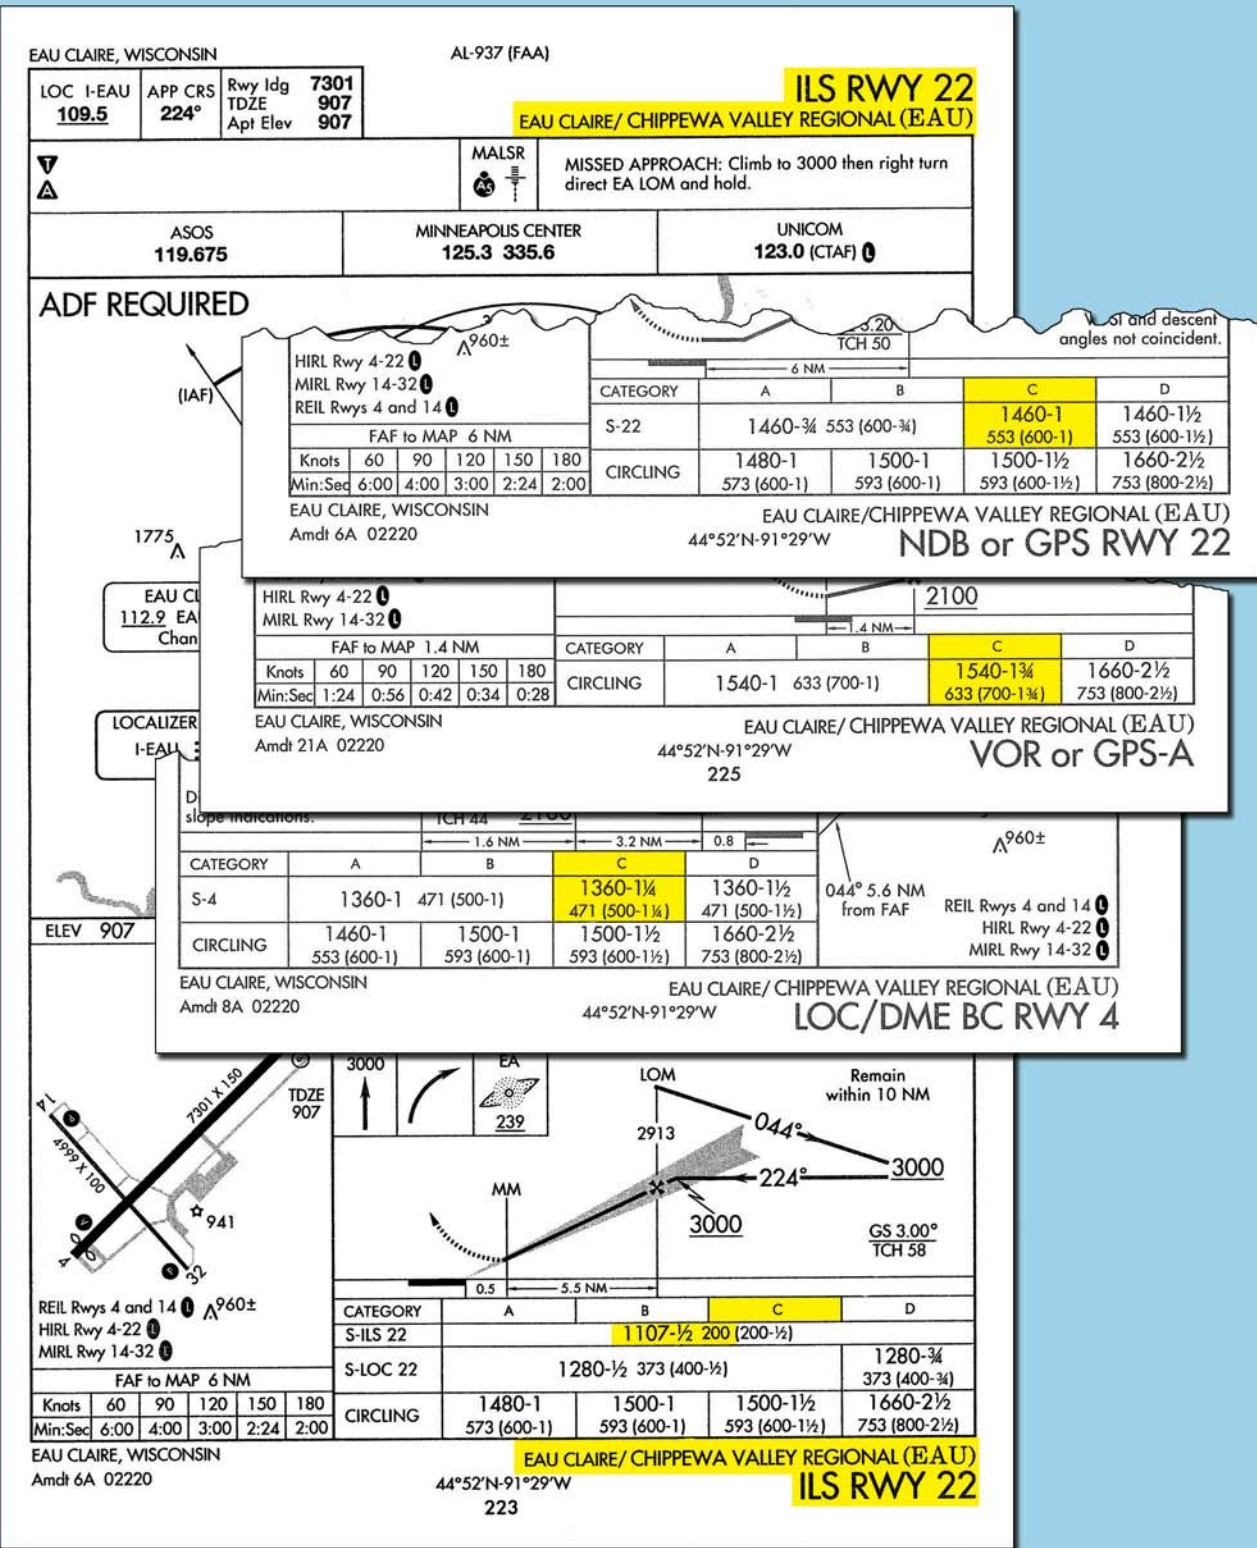 EAU CLAIRE, WISCONSIN
AL-937 (FAA)
LOC I-EAU
109.5
APP CRS
224°
Rwy ldg 7301
TDZE 907
Apt Elev 907
ILS RWY 22
EAU CLAIRE/ CHIPPEWA VALLEY REGIONAL (EAU)
T
A
MALSR
A5
MISSED APPROACH: Climb to 3000 then right turn
direct EA LOM and hold.
ASOS
119.675
MINNEAPOLIS CENTER
125.3 335.6
UNICOM
123.0 (CTAF) L
ADF REQUIRED
(IAF)
960±
HIRL Rwy 4-22 L
MIRL Rwy 14-32 L
REIL Rwys 4 and 14 L
FAF to MAP 6 NM
Knots 60 90 120 150 180
Min:Sec 6:00 4:00 3:00 2:24 2:00
TCH 50
and descent
angles not coincident.
6 NM
CATEGORY A B C D
S-22 1460-¾ 553 (600-¾) 1460-1 553 (600-1) 1460-1½ 553 (600-1½)
CIRCLING 1480-1 573 (600-1) 1500-1 593 (600-1) 1500-1½ 593 (600-1½) 1660-2½ 753 (800-2½)
EAU CLAIRE, WISCONSIN
Amdt 6A 02220
44°52'N-91°29'W
EAU CLAIRE/CHIPPEWA VALLEY REGIONAL (EAU)
NDB or GPS RWY 22
1775
EAU CL
112.9 EAU
Chan
HIRL Rwy 4-22 L
MIRL Rwy 14-32 L
FAF to MAP 1.4 NM
Knots 60 90 120 150 180
Min:Sec 1:24 0:56 0:42 0:34 0:28
2100
1.4 NM
CATEGORY A B C D
CIRCLING 1540-1 633 (700-1) 1540-1¾ 633 (700-1¾) 1660-2½ 753 (800-2½)
EAU CLAIRE, WISCONSIN
Amdt 21A 02220
44°52'N-91°29'W
225
EAU CLAIRE/ CHIPPEWA VALLEY REGIONAL (EAU)
VOR or GPS-A
LOCALIZER
I-EAU
slope indications.
TCH 44
1.6 NM 3.2 NM 0.8
CATEGORY A B C D
S-4 1360-1 471 (500-1) 1360-1¼ 471 (500-1¼) 1360-1½ 471 (500-1½)
CIRCLING 1460-1 553 (600-1) 1500-1 593 (600-1) 1500-1½ 593 (600-1½) 1660-2½ 753 (800-2½)
044° 5.6 NM
from FAF
960±
REIL Rwys 4 and 14 L
HIRL Rwy 4-22 L
MIRL Rwy 14-32 L
EAU CLAIRE, WISCONSIN
Amdt 8A 02220
44°52'N-91°29'W
EAU CLAIRE/ CHIPPEWA VALLEY REGIONAL (EAU)
LOC/DME BC RWY 4
ELEV 907
7301 X 150
TDZE
907
14
P
4999 X 100
A
941
4
P
32
REIL Rwys 4 and 14 L
960±
HIRL Rwy 4-22 L
MIRL Rwy 14-32 L
FAF to MAP 6 NM
Knots 60 90 120 150 180
Min:Sec 6:00 4:00 3:00 2:24 2:00
3000
EA
239
LOM
Remain
within 10 NM
2913
044°
3000
224°
MM
3000
GS 3.00°
TCH 58
0.5 5.5 NM
CATEGORY A B C D
S-ILS 22 1107-½ 200 (200-½)
S-LOC 22 1280-½ 373 (400-½) 1280-¾ 373 (400-¾)
CIRCLING 1480-1 573 (600-1) 1500-1 593 (600-1) 1500-1½ 593 (600-1½) 1660-2½ 753 (800-2½)
EAU CLAIRE, WISCONSIN
Amdt 6A 02220
44°52'N-91°29'W
223
EAU CLAIRE/ CHIPPEWA VALLEY REGIONAL (EAU)
ILS RWY 22